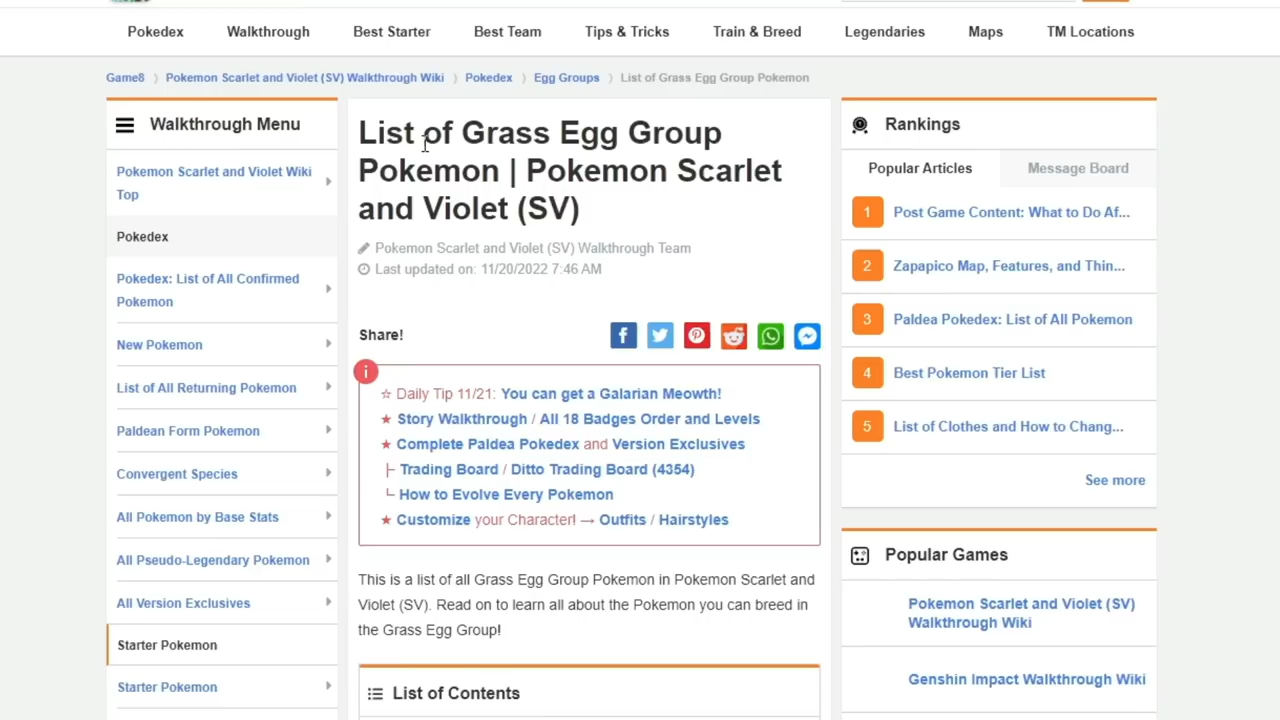 Pokedex Walkthrough Best Starter Best Team Tips & Tricks Train & Breed Legendaries Maps TM Locations
Game8 Pokemon Scarlet and Violet (SV) Walkthrough Wiki Pokedex Egg Groups List of Grass Egg Group Pokemon
Walkthrough Menu
Pokemon Scarlet and Violet Wiki
Top
Pokedex
Pokedex: List of All Confirmed
Pokemon
New Pokemon
List of All Returning Pokemon
Paldean Form Pokemon
Convergent Species
All Pokemon by Base Stats
All Pseudo-Legendary Pokemon
All Version Exclusives
Starter Pokemon
Starter Pokemon
List of Grass Egg Group
Pokemon | Pokemon Scarlet
and Violet (SV)
Pokemon Scarlet and Violet (SV) Walkthrough Team
Last updated on: 11/20/2022 7:46 AM
Share!
☆ Daily Tip 11/21: You can get a Galarian Meowth!
★ Story Walkthrough / All 18 Badges Order and Levels
★ Complete Paldea Pokedex and Version Exclusives
├ Trading Board / Ditto Trading Board (4354)
└ How to Evolve Every Pokemon
★ Customize your Character! → Outfits / Hairstyles
This is a list of all Grass Egg Group Pokemon in Pokemon Scarlet and
Violet (SV). Read on to learn all about the Pokemon you can breed in
the Grass Egg Group!
List of Contents
Rankings
Popular Articles Message Board
1 Post Game Content: What to Do Af...
2 Zapapico Map, Features, and Thin...
3 Paldea Pokedex: List of All Pokemon
4 Best Pokemon Tier List
5 List of Clothes and How to Chang...
See more
Popular Games
Pokemon Scarlet and Violet (SV)
Walkthrough Wiki
Genshin Impact Walkthrough Wiki